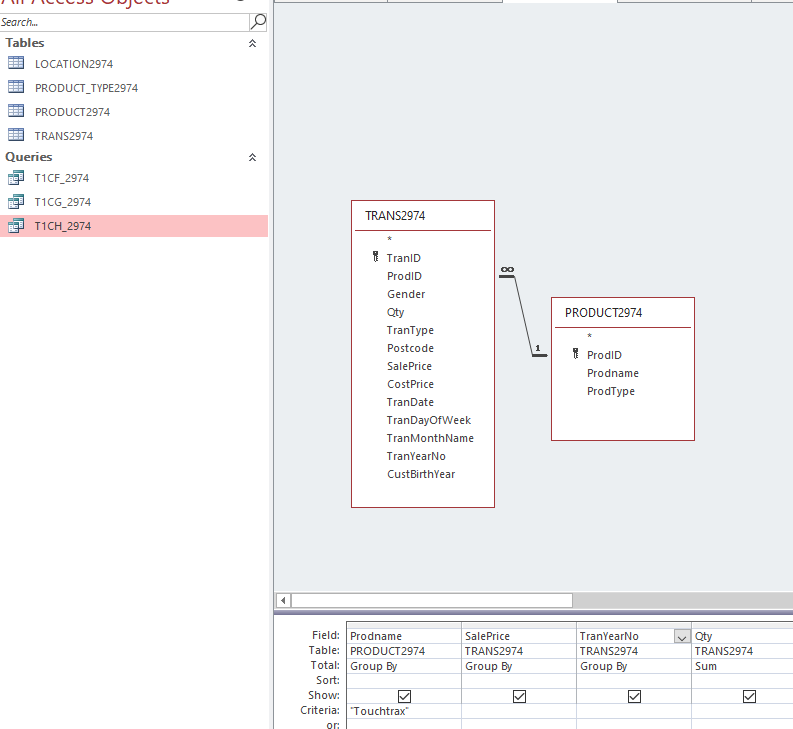 All Access Objects
Search...
Tables
LOCATION2974
PRODUCT_TYPE2974
PRODUCT2974
TRANS2974
Queries
T1CF_2974
T1CG_2974
T1CH_2974
TRANS2974
*
TranID
ProdID
Gender
Qty
TranType
Postcode
SalePrice
CostPrice
TranDate
TranDayOfWeek
TranMonthName
TranYearNo
CustBirthYear
∞
1
PRODUCT2974
*
ProdID
Prodname
ProdType
Field: Prodname SalePrice TranYearNo Qty
Table: PRODUCT2974 TRANS2974 TRANS2974 TRANS2974
Total: Group By Group By Group By Sum
Sort:
Show:
Criteria: "Touchtrax"
or: